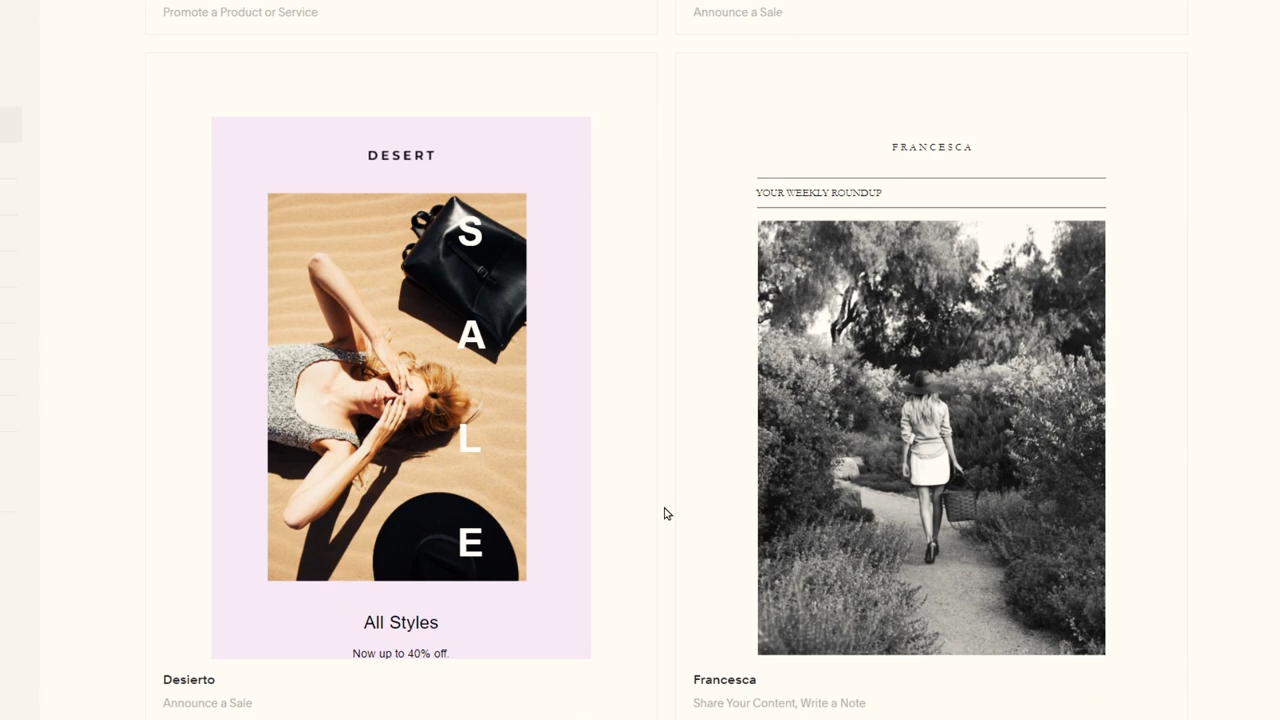 Promote a Product or Service
Announce a Sale
DESERT
S
A
L
E
All Styles
Now up to 40% off.
Desierto
Announce a Sale
FRANCESCA
YOUR WEEKLY ROUNDUP
Francesca
Share Your Content, Write a Note